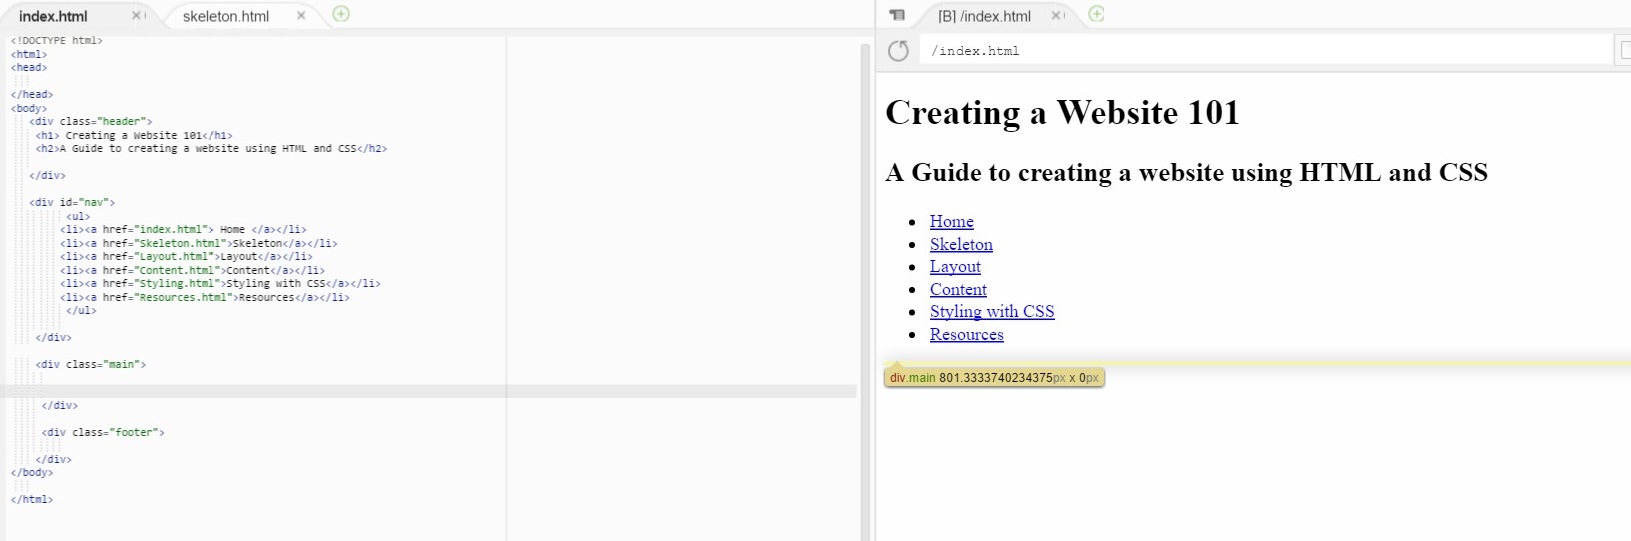 index.html
skeleton.html
<!DOCTYPE html>
<html>
<head>
</head>
<body>
<div class="header">
<h1> Creating a Website 101</h1>
<h2>A Guide to creating a website using HTML and CSS</h2>
</div>
<div id="nav">
<ul>
<li><a href="index.html"> Home </a></li>
<li><a href="Skeleton.html">Skeleton</a></li>
<li><a href="Layout.html">Layout</a></li>
<li><a href="Content.html">Content</a></li>
<li><a href="Styling.html">Styling with CSS</a></li>
<li><a href="Resources.html">Resources</a></li>
</ul>
</div>
<div class="main">
</div>
<div class="footer">
</div>
</body>
</html>
[B] /index.html
/index.html
Creating a Website 101
A Guide to creating a website using HTML and CSS
Home
Skeleton
Layout
Content
Styling with CSS
Resources
div.main 801.3333740234375px x 0px